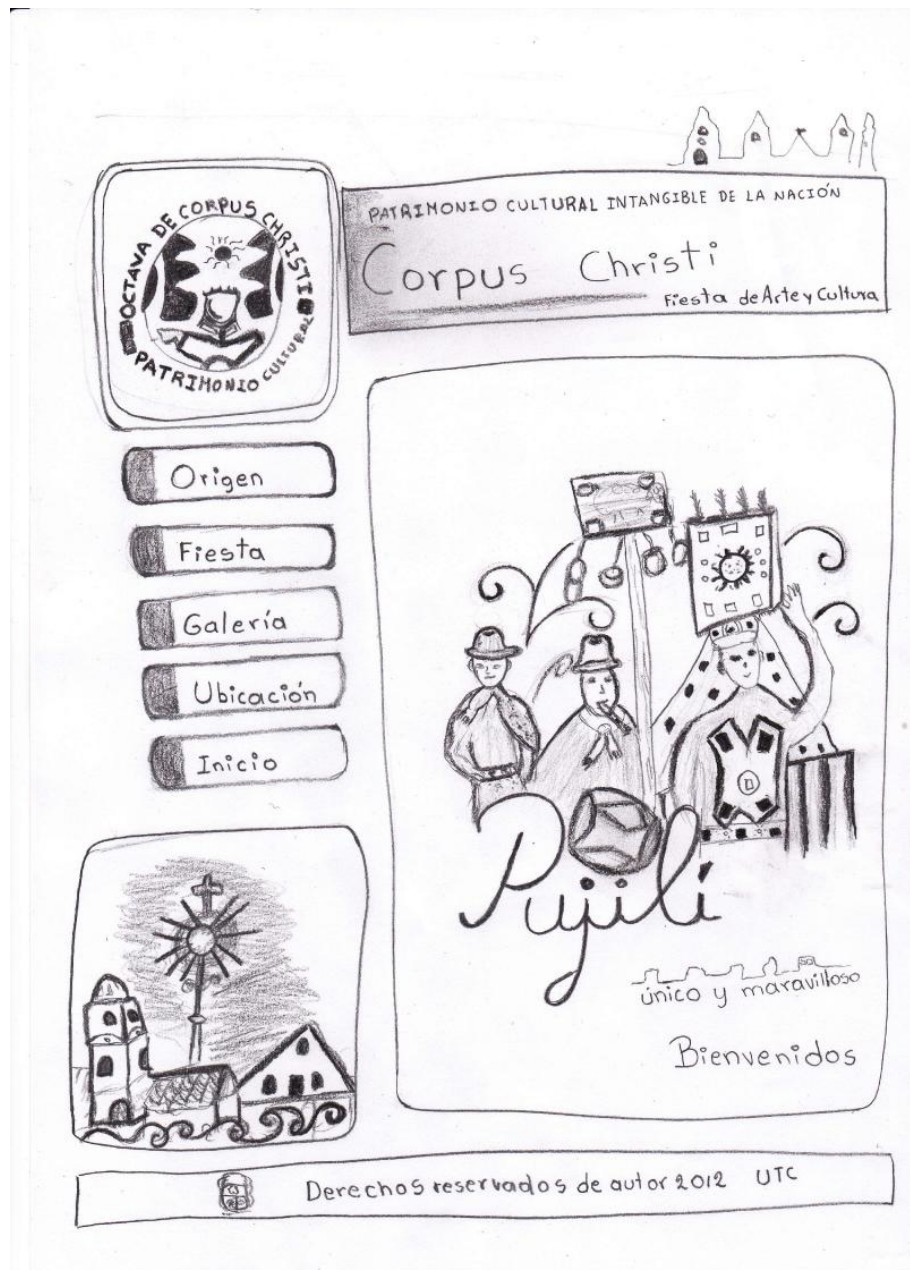 OCTAVA DE CORPUS CHRISTI
PATRIMONIO CULTURAL
PATRIMONIO CULTURAL INTANGIBLE DE LA NACIÓN
Corpus Christi
Fiesta de Arte y Cultura
Origen
Fiesta
Galería
Ubicación
Inicio
Pujilí
único y maravilloso
Bienvenidos
Derechos reservados de autor 2012 UTC